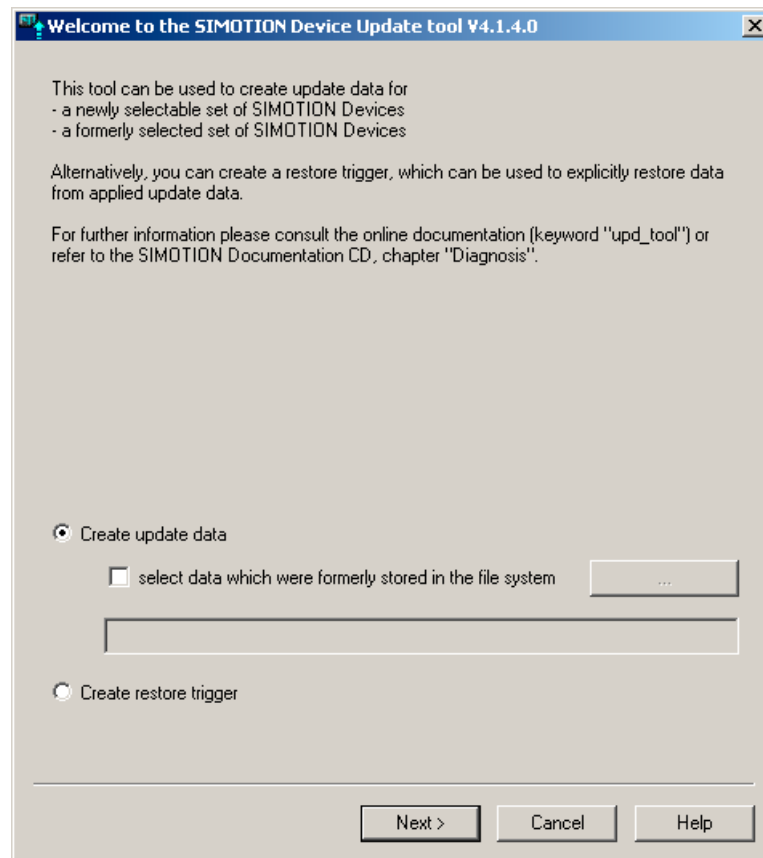 Welcome to the SIMOTION Device Update tool V4.1.4.0
This tool can be used to create update data for
- a newly selectable set of SIMOTION Devices
- a formerly selected set of SIMOTION Devices
Alternatively, you can create a restore trigger, which can be used to explicitly restore data
from applied update data.
For further information please consult the online documentation (keyword "upd_tool") or
refer to the SIMOTION Documentation CD, chapter "Diagnosis".
Create update data
select data which were formerly stored in the file system
...
Create restore trigger
Next >
Cancel
Help